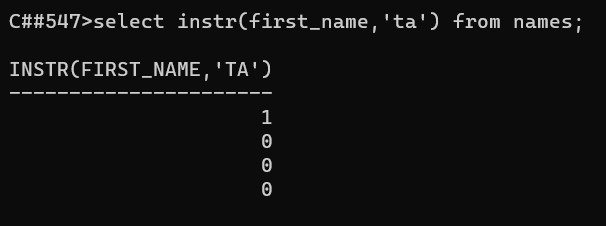 C##547>select instr(first_name,'ta') from names;
INSTR(FIRST_NAME,'TA')
----------------------
1
0
0
0